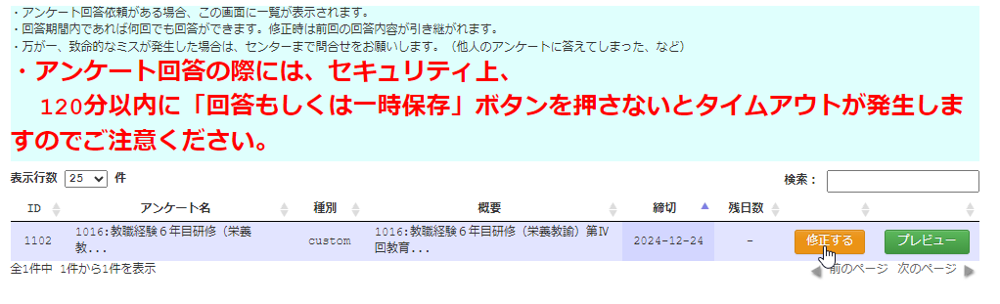 ・アンケート回答依頼がある場合、この画面に一覧が表示されます。
・回答期間内であれば何回でも回答ができます。修正時は前回の回答内容が引き継がれます。
・万が一、致命的なミスが発生した場合は、センターまで問合せをお願いします。（他人のアンケートに答えてしまった、など）
・アンケート回答の際には、セキュリティ上、
120分以内に「回答もしくは一時保存」ボタンを押さないとタイムアウトが発生しま
すのでご注意ください。
表示行数 25 件 検索：
ID アンケート名 種別 概要 締切 残日数
1102 1016:教職経験６年目研修（栄養 custom 1016:教職経験６年目研修（栄養教諭）第Ⅳ 2024-12-24 - 修正する プレビュー
教... 回教育...
全1件中 1件から1件を表示 前のページ 次のページ